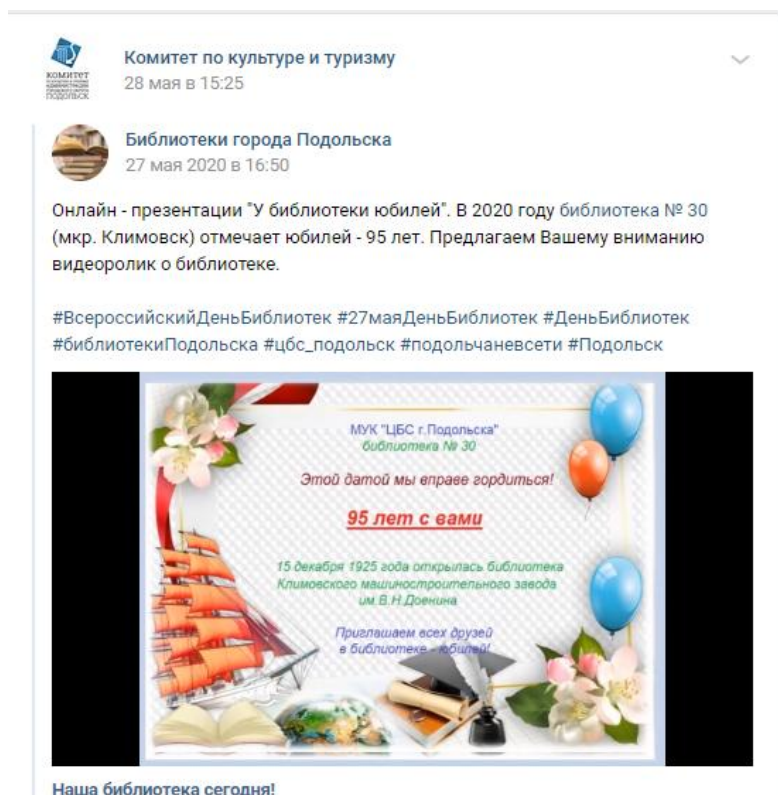 КОМИТЕТ
ПОДОЛЬСК
Комитет по культуре и туризму
28 мая в 15:25
Библиотеки города Подольска
27 мая 2020 в 16:50
Онлайн - презентации "У библиотеки юбилей". В 2020 году библиотека № 30
(мкр. Климовск) отмечает юбилей - 95 лет. Предлагаем Вашему вниманию
видеоролик о библиотеке.
#ВсероссийскийДеньБиблиотек #27маяДеньБиблиотек #ДеньБиблиотек
#библиотекиПодольска #цбс_подольск #подольчаневсети #Подольск
МУК "ЦБС г.Подольска"
библиотека № 30
Этой датой мы вправе гордиться!
95 лет с вами
15 декабря 1925 года открылась библиотека
Климовского машиностроительного завода
им.В.Н.Доенина
Приглашаем всех друзей
в библиотеке - юбилей!
Наша библиотека сегодня!